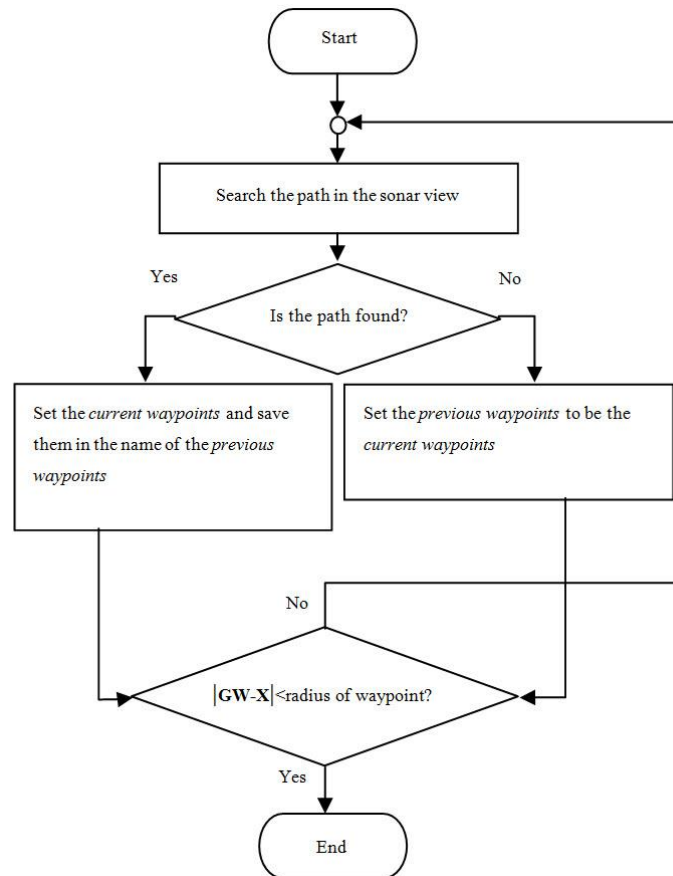 Start
Search the path in the sonar view
Yes
No
Is the path found?
Set the current waypoints and save
them in the name of the previous
waypoints
Set the previous waypoints to be the
current waypoints
No
|GW-X|<radius of waypoint?
Yes
End